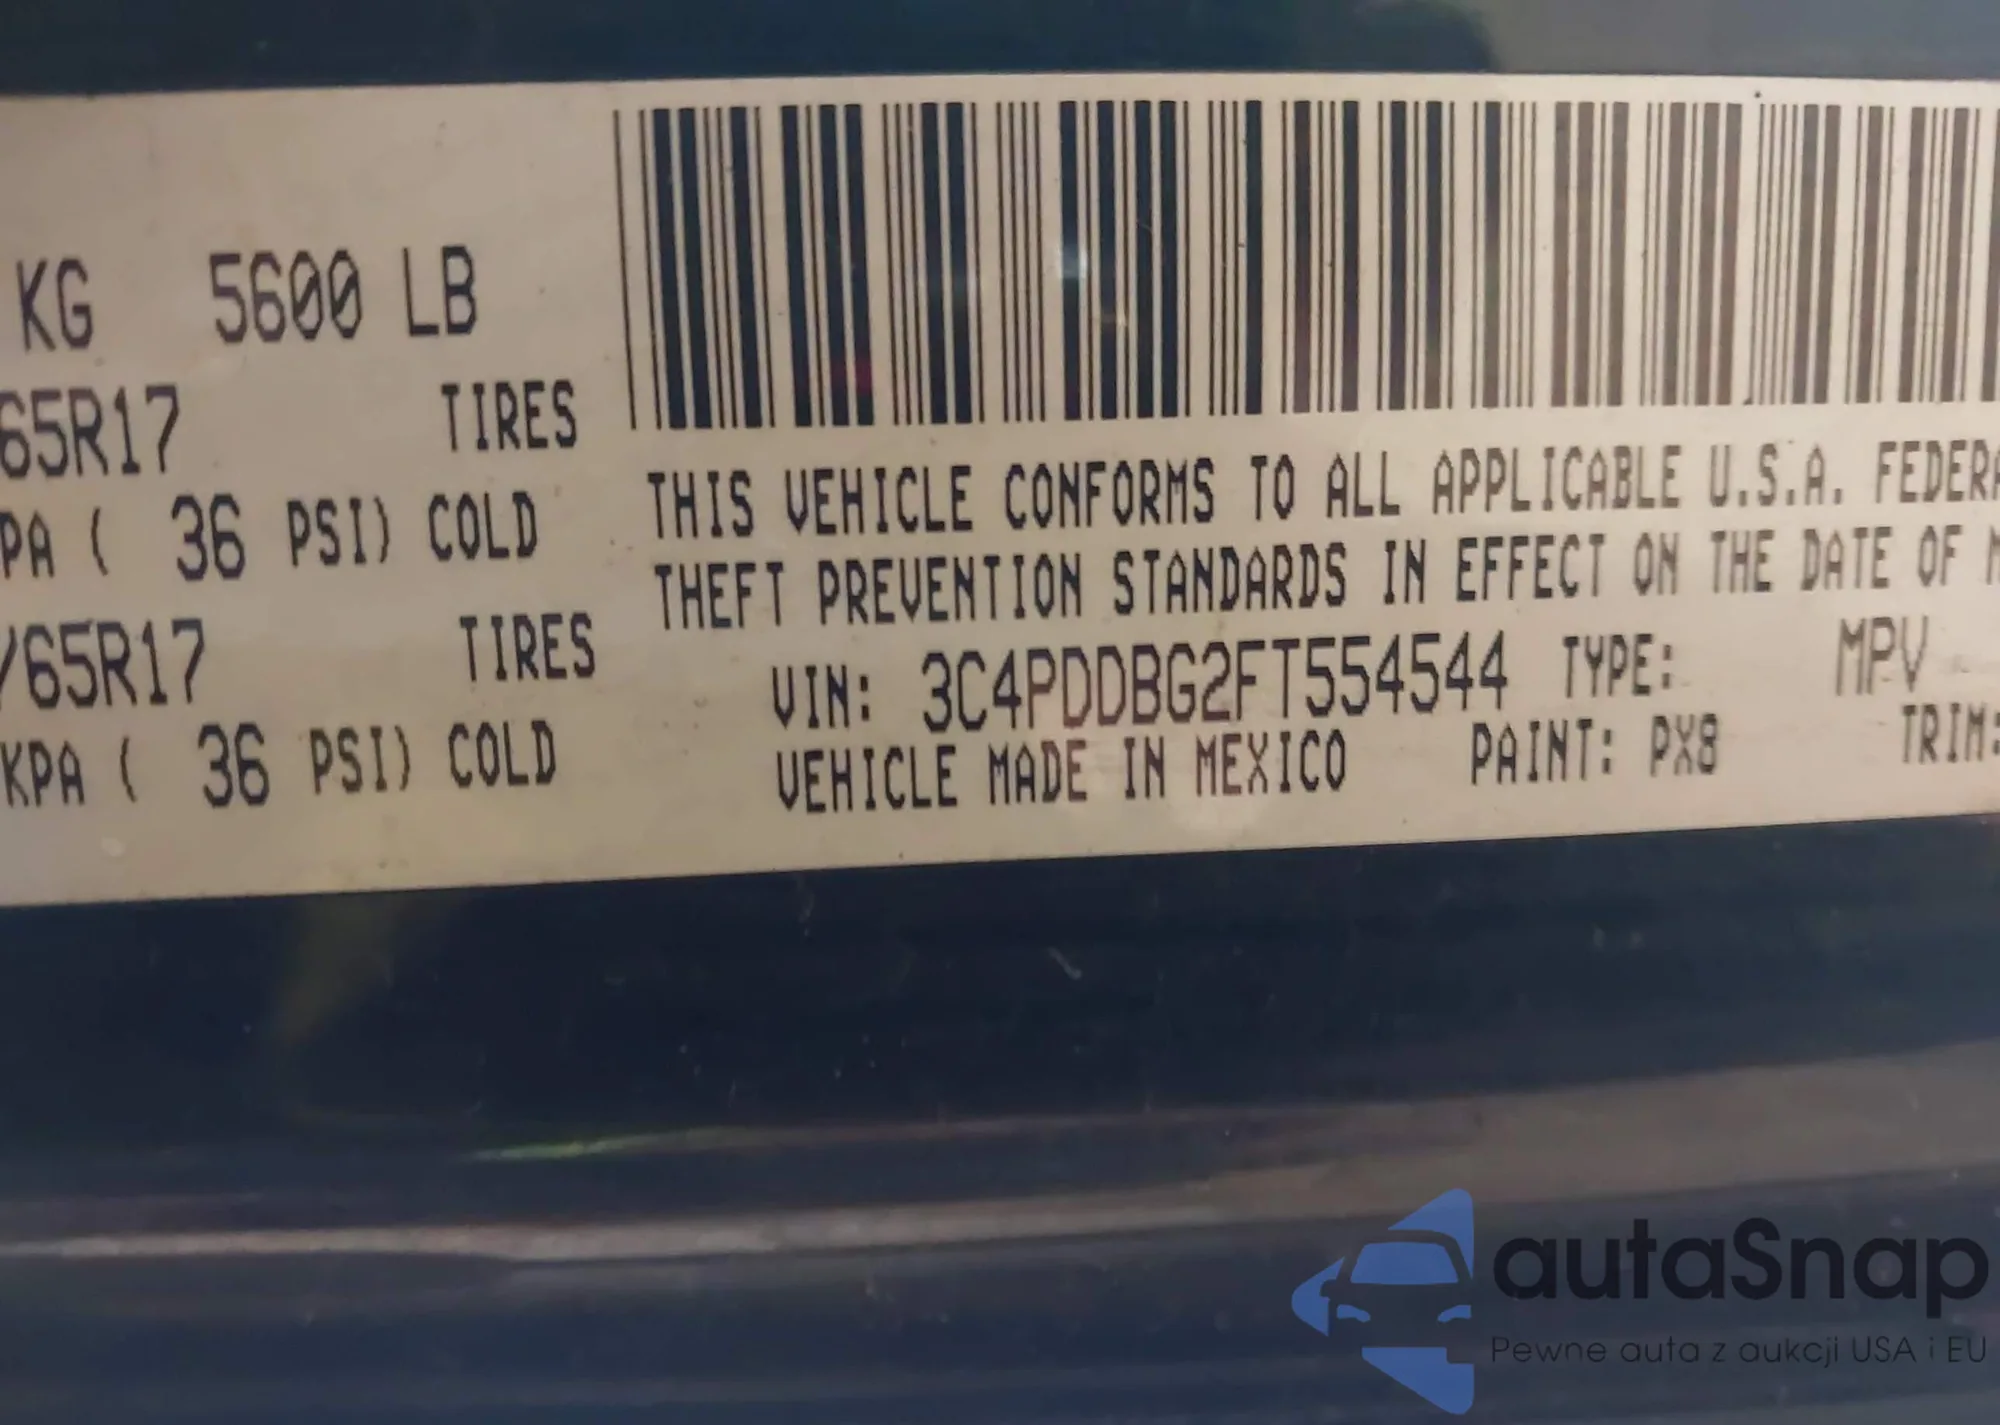 KG 5600 LB
65R17 TIRES
PA ( 36 PSI) COLD
/65R17 TIRES
KPA ( 36 PSI) COLD
THIS VEHICLE CONFORMS TO ALL APPLICABLE U.S.A. FEDERA
THEFT PREVENTION STANDARDS IN EFFECT ON THE DATE OF M
VIN: 3C4PDDBG2FT554544 TYPE: MPV
VEHICLE MADE IN MEXICO PAINT: PX8 TRIM:
autaSnap
Pewne auta z aukcji USA i EU